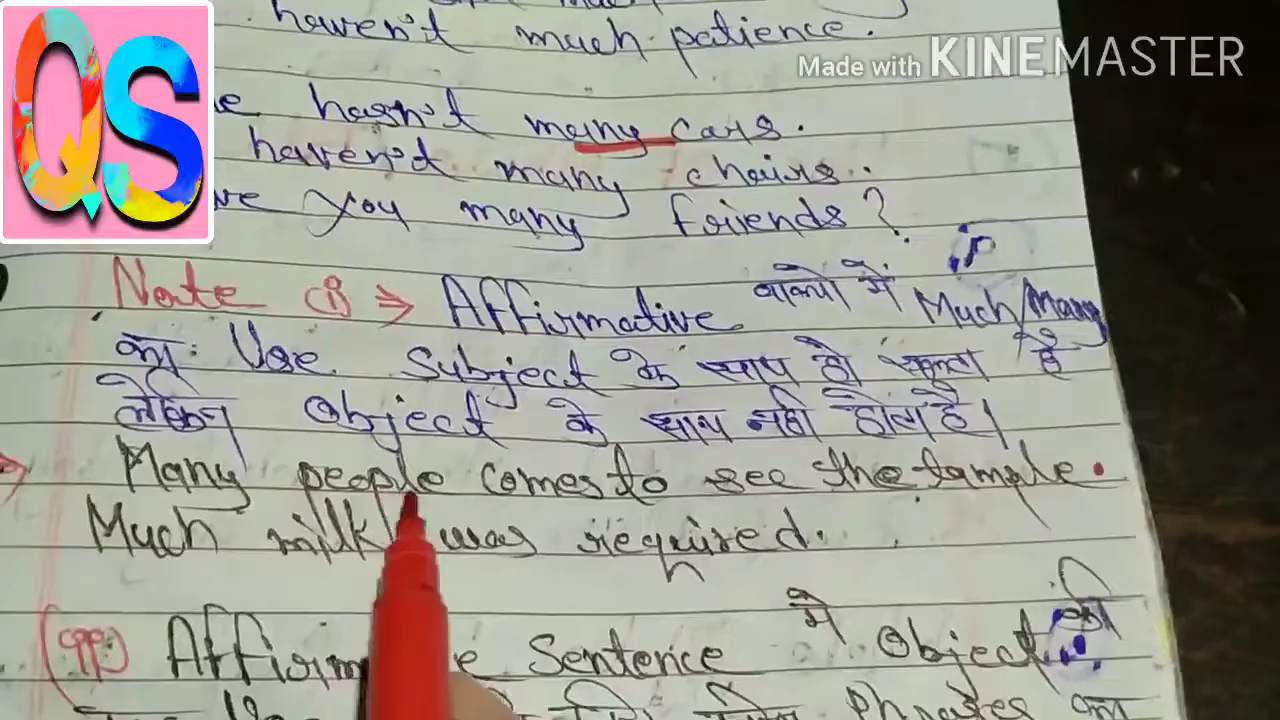 QS
Made with KINEMASTER
haven't much patience.
hasn't many cars.
haven't many chairs.
you many friends?
Note (i) ⇒ Affirmative वाक्यो में Much/Many
का Use Subject के साथ हो सकता है
लेकिन Object के साथ नही होता है।
Many people comes to see the tample.
Much milk was required.
(ii) Sentence में Object की
Phrases का